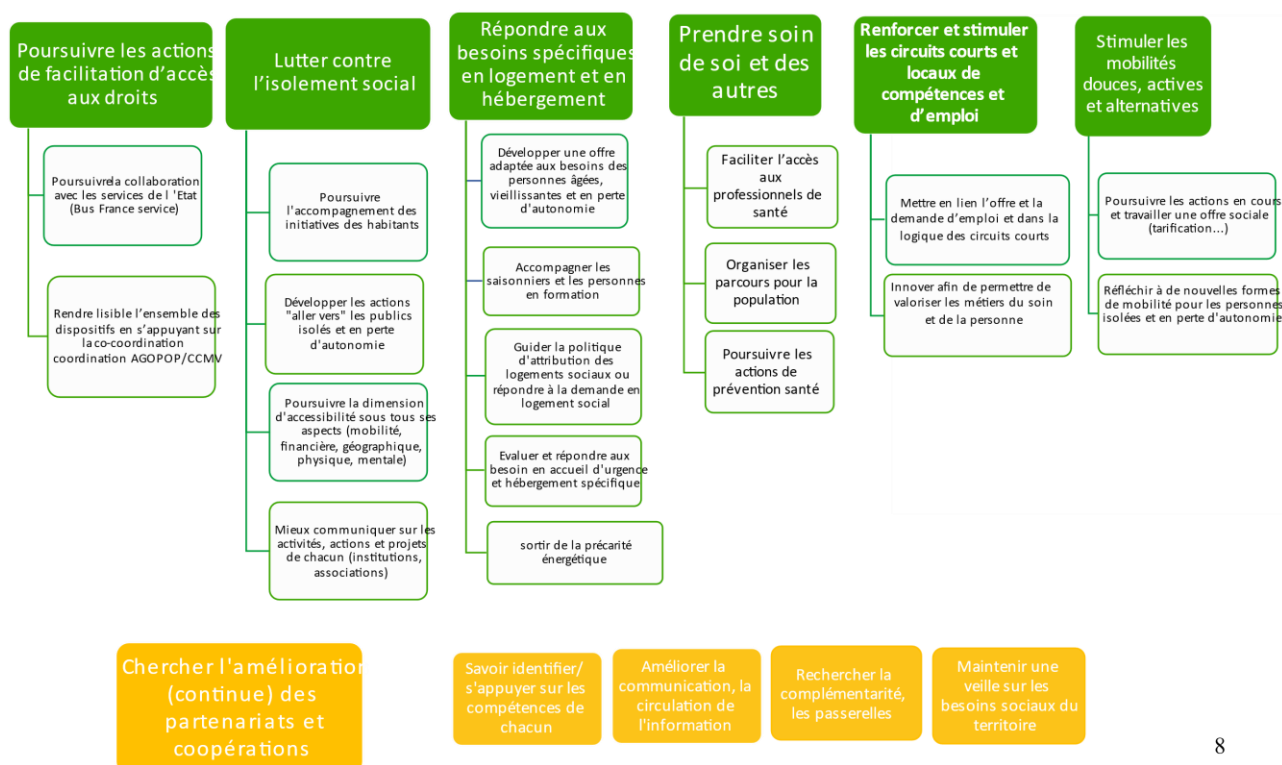 Poursuivre les actions
de facilitation d'accès
aux droits
Poursuivrela collaboration
avec les services de l 'Etat
(Bus France service)
Rendre lisible l'ensemble des
dispositifs en s'appuyant sur
la co-coordination
coordination AGOPOP/CCMV
Lutter contre
l'isolement social
Poursuivre
l'accompagnement des
initiatives des habitants
Développer les actions
"aller vers" les publics
isolés et en perte
d'autonomie
Poursuivre la dimension
d'accessibilité sous tous ses
aspects (mobilité,
financière, géographique,
physique, mentale)
Mieux communiquer sur les
activités, actions et projets
de chacun (institutions,
associations)
Répondre aux
besoins spécifiques
en logement et en
hébergement
Développer une offre
adaptée aux besoins des
personnes âgées,
vieillissantes et en perte
d'autonomie
Accompagner les
saisonniers et les personnes
en formation
Guider la politique
d'attribution des
logements sociaux ou
répondre à la demande en
logement social
Evaluer et répondre aux
besoin en accueil d'urgence
et hébergement spécifique
sortir de la précarité
énergétique
Prendre soin
de soi et des
autres
Faciliter l'accès
aux
professionnels de
santé
Organiser les
parcours pour la
population
Poursuivre les
actions de
prévention santé
Renforcer et stimuler
les circuits courts et
locaux de
compétences et
d'emploi
Mettre en lien l'offre et la
demande d'emploi et dans la
logique des circuits courts
Innover afin de permettre de
valoriser les métiers du soin
et de la personne
Stimuler les
mobilités
douces, actives
et alternatives
Poursuivre les actions en cours
et travailler une offre sociale
(tarification...)
Réfléchir à de nouvelles formes
de mobilité pour les personnes
isolées et en perte d'autonomie
Chercher l'amélioration
(continue) des
partenariats et
coopérations
Savoir identifier/
s'appuyer sur les
compétences de
chacun
Améliorer la
communication, la
circulation de
l'information
Rechercher la
complémentarité,
les passerelles
Maintenir une
veille sur les
besoins sociaux du
territoire
8